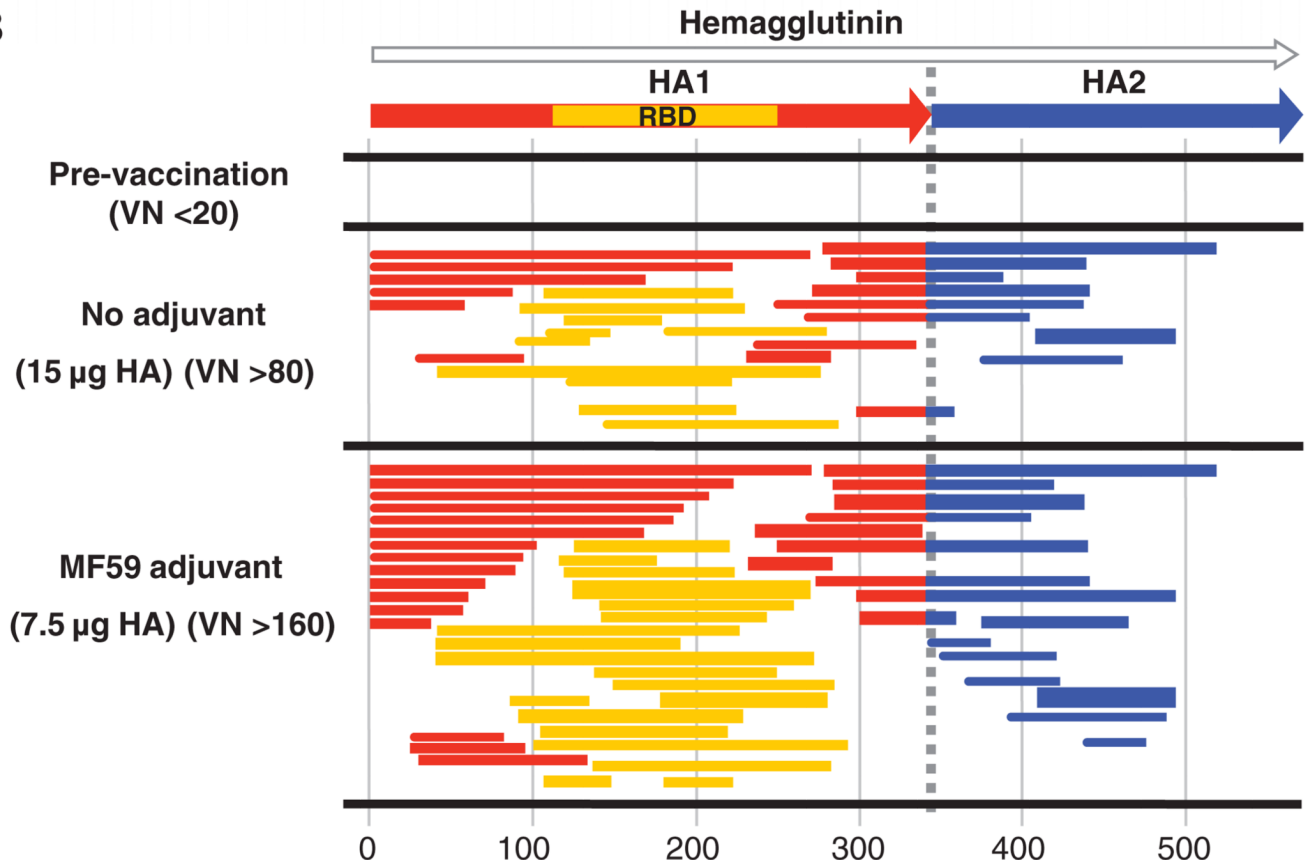 Hemagglutinin
HA1
HA2
RBD
Pre-vaccination
(VN <20)
No adjuvant
(15 µg HA) (VN >80)
MF59 adjuvant
(7.5 µg HA) (VN >160)
0 100 200 300 400 500